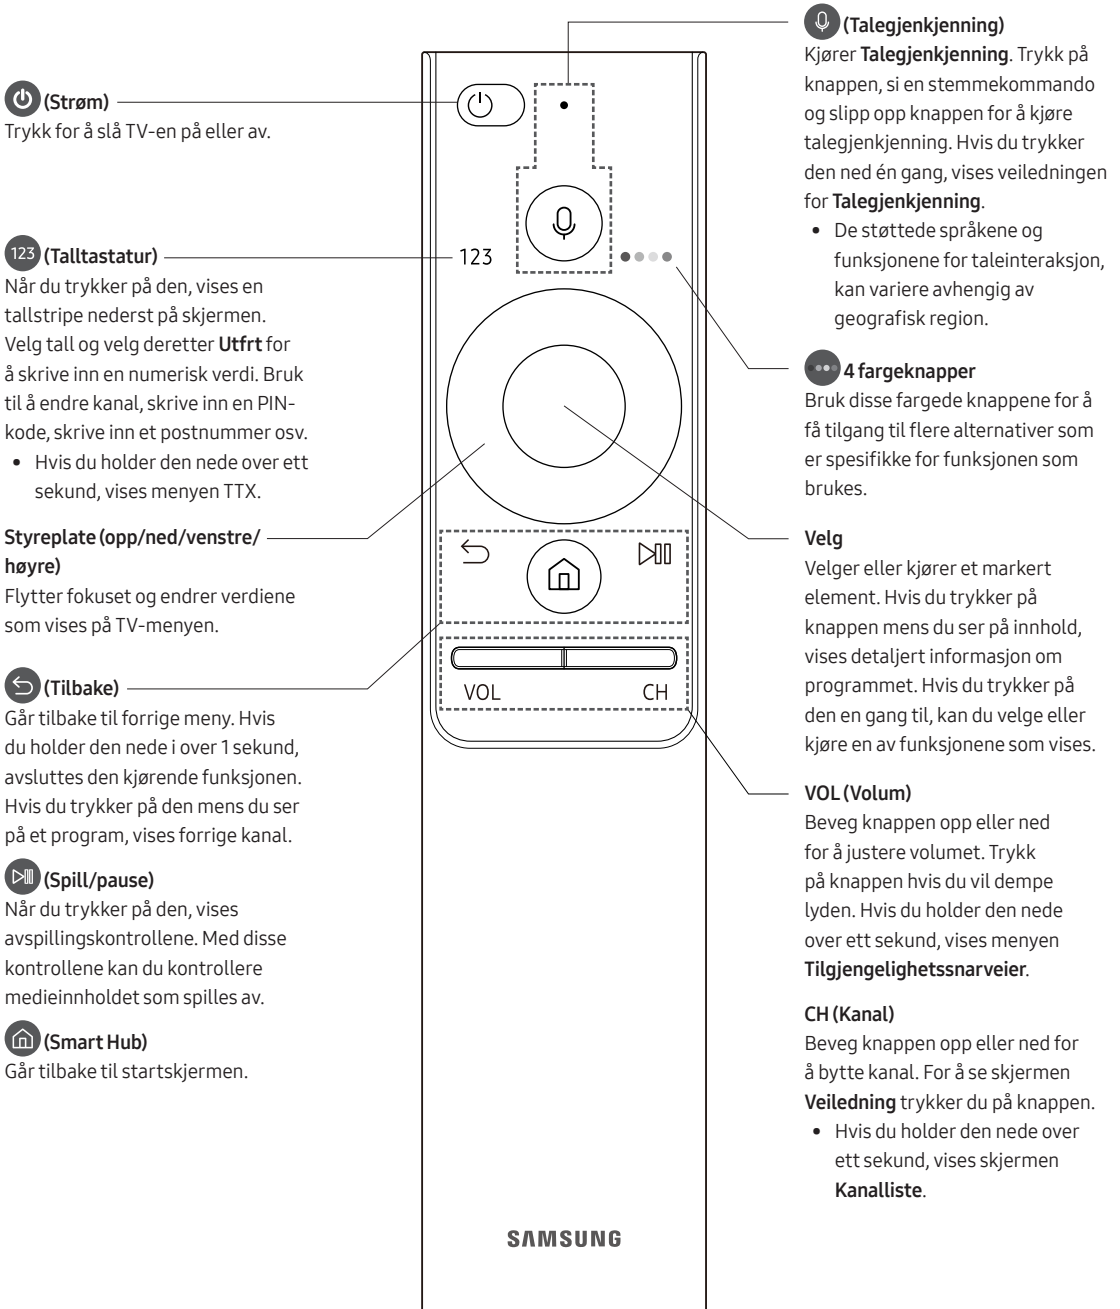 (Strøm)
Trykk for å slå TV-en på eller av.
123 (Talltastatur)
Når du trykker på den, vises en
tallstripe nederst på skjermen.
Velg tall og velg deretter Utfrt for
å skrive inn en numerisk verdi. Bruk
til å endre kanal, skrive inn en PIN-
kode, skrive inn et postnummer osv.
• Hvis du holder den nede over ett
sekund, vises menyen TTX.
Styreplate (opp/ned/venstre/
høyre)
Flytter fokuset og endrer verdiene
som vises på TV-menyen.
(Tilbake)
Går tilbake til forrige meny. Hvis
du holder den nede i over 1 sekund,
avsluttes den kjørende funksjonen.
Hvis du trykker på den mens du ser
på et program, vises forrige kanal.
(Spill/pause)
Når du trykker på den, vises
avspillingskontrollene. Med disse
kontrollene kan du kontrollere
medieinnholdet som spilles av.
(Smart Hub)
Går tilbake til startskjermen.
123
VOL
CH
SAMSUNG
(Talegjenkjenning)
Kjører Talegjenkjenning. Trykk på
knappen, si en stemmekommando
og slipp opp knappen for å kjøre
talegjenkjenning. Hvis du trykker
den ned én gang, vises veiledningen
for Talegjenkjenning.
• De støttede språkene og
funksjonene for taleinteraksjon,
kan variere avhengig av
geografisk region.
4 fargeknapper
Bruk disse fargede knappene for å
få tilgang til flere alternativer som
er spesifikke for funksjonen som
brukes.
Velg
Velger eller kjører et markert
element. Hvis du trykker på
knappen mens du ser på innhold,
vises detaljert informasjon om
programmet. Hvis du trykker på
den en gang til, kan du velge eller
kjøre en av funksjonene som vises.
VOL (Volum)
Beveg knappen opp eller ned
for å justere volumet. Trykk
på knappen hvis du vil dempe
lyden. Hvis du holder den nede
over ett sekund, vises menyen
Tilgjengelighetssnarveier.
CH (Kanal)
Beveg knappen opp eller ned for
å bytte kanal. For å se skjermen
Veiledning trykker du på knappen.
• Hvis du holder den nede over
ett sekund, vises skjermen
Kanalliste.